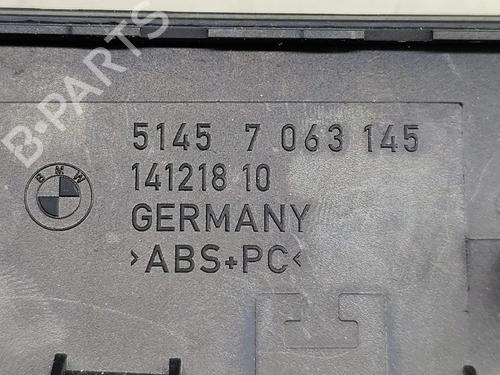 B-PARTS
5145 7 063 145
141218 10
BMW
GERMANY
>ABS+PC<